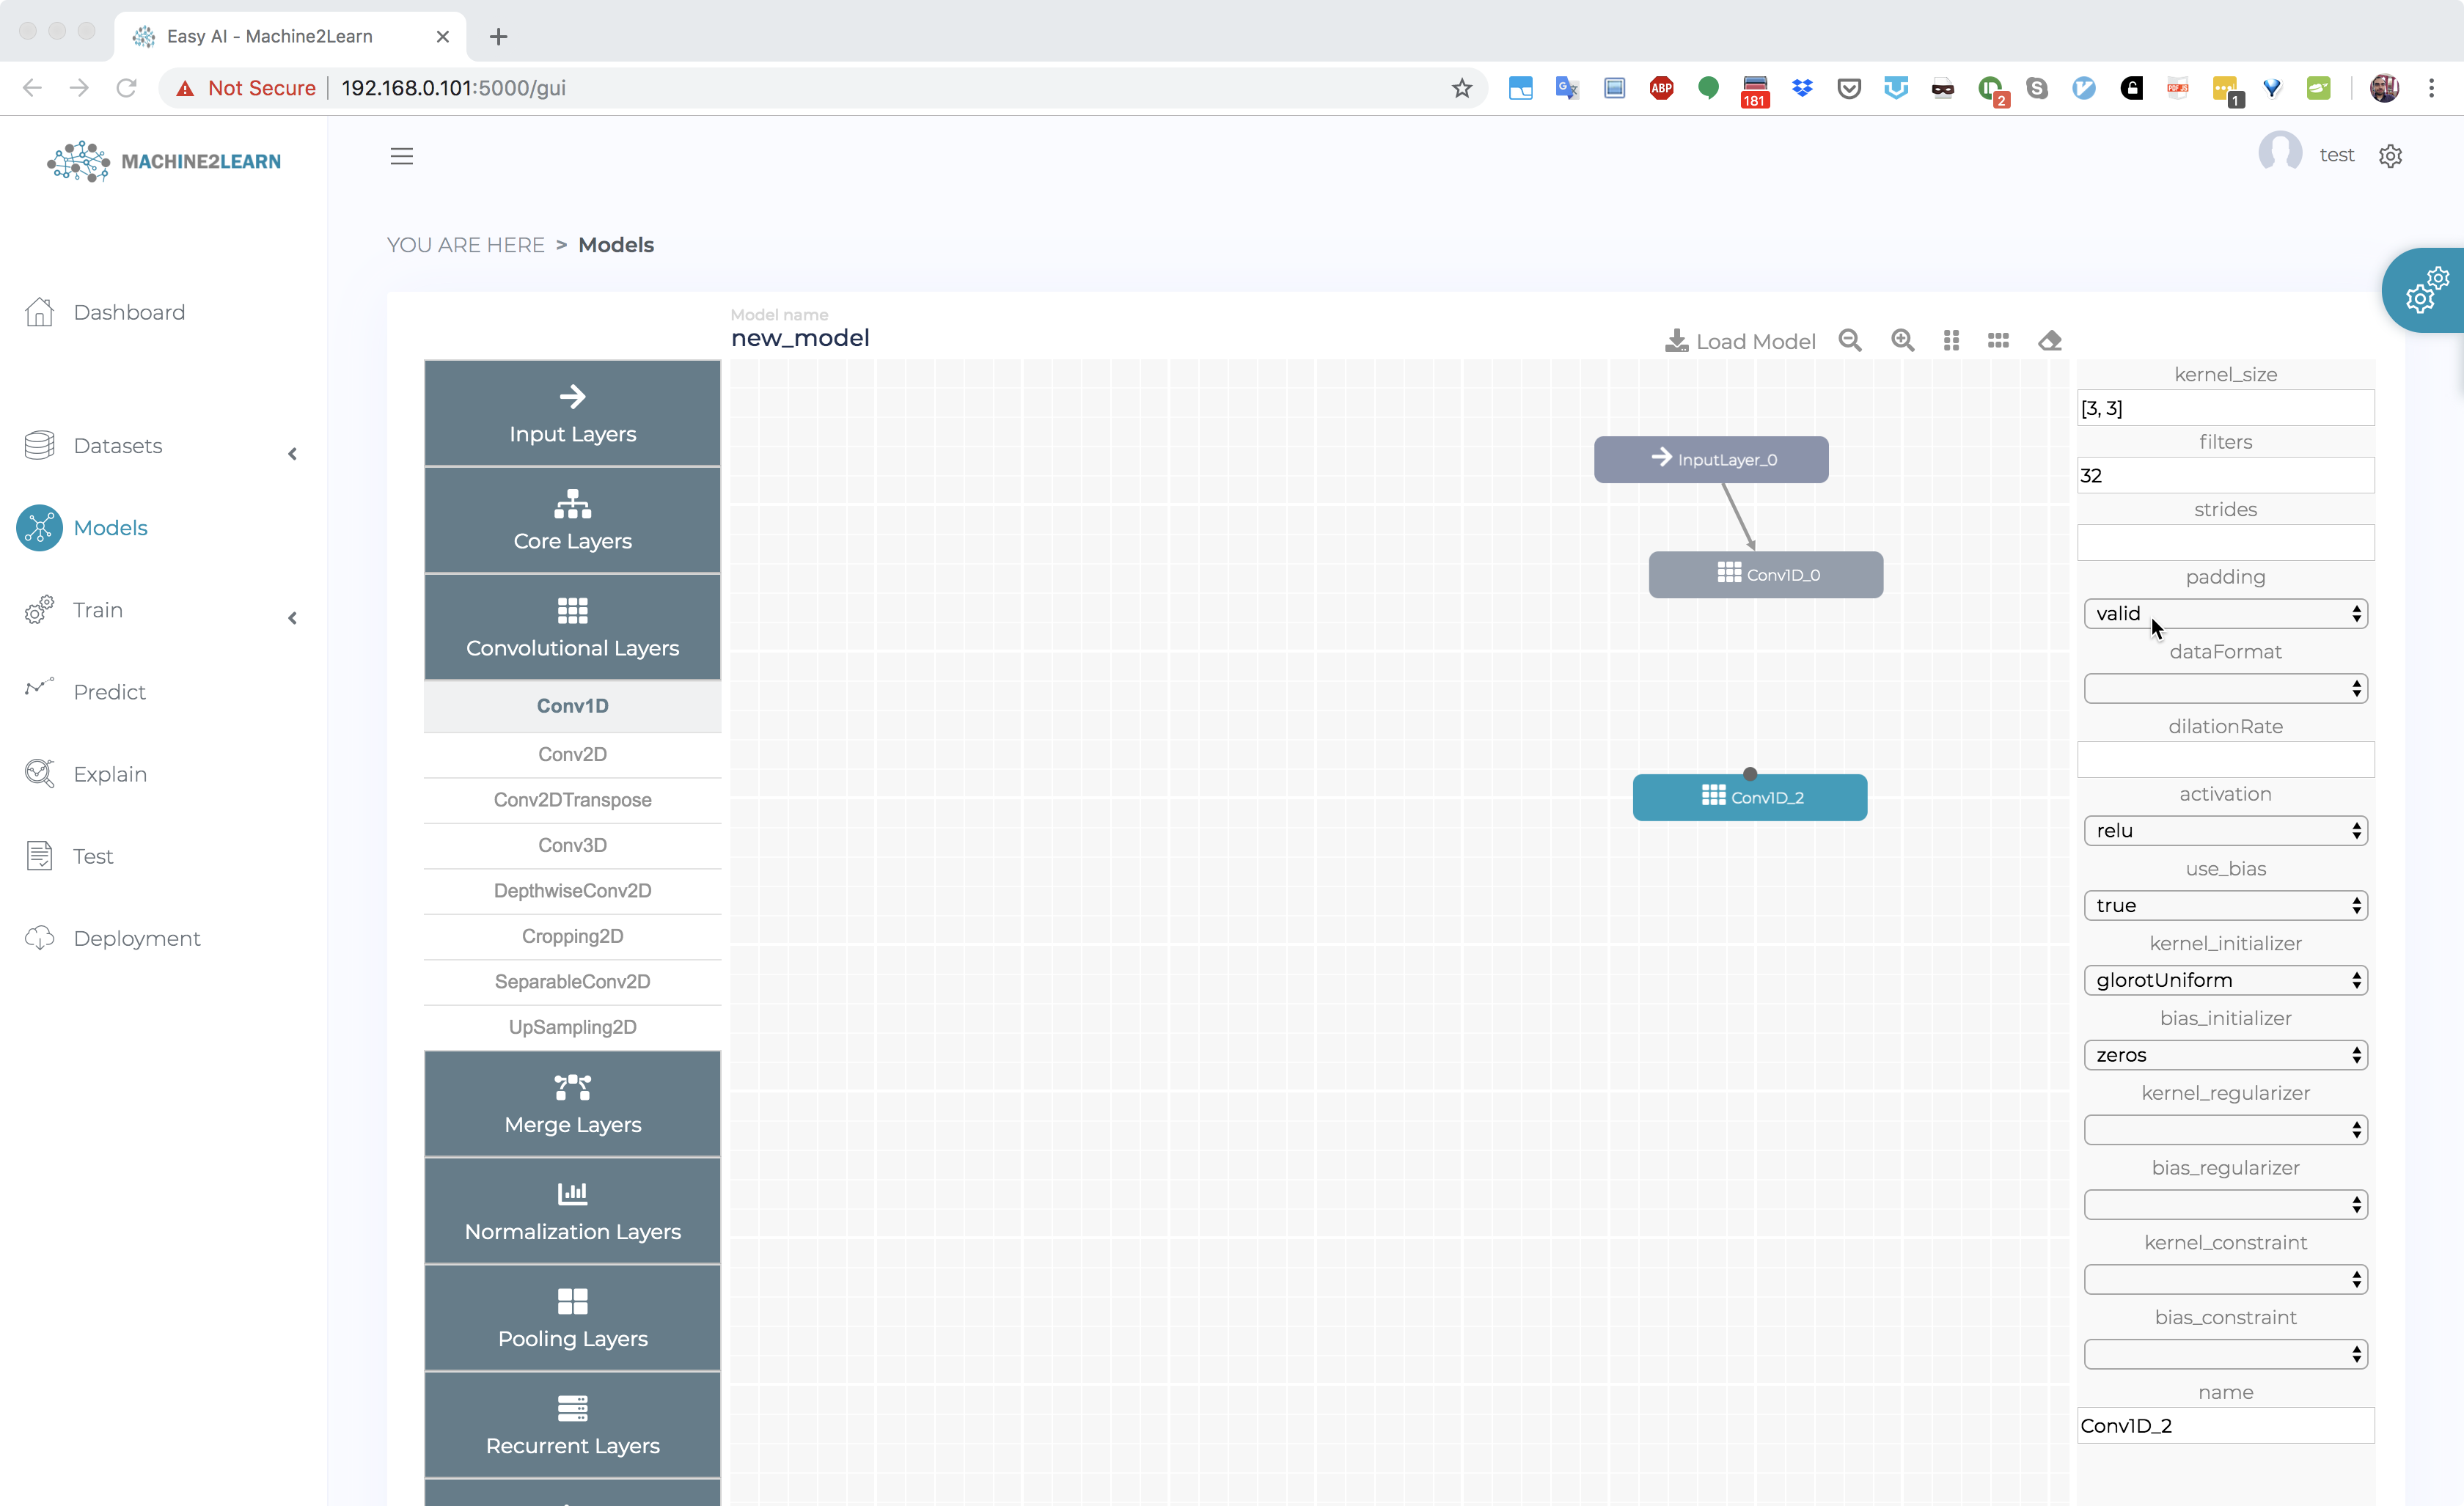 Easy AI - Machine2Learn
Not Secure
192.168.0.101:5000/gui
ABP
181
2
PDF JS
1
MACHINE2LEARN
test
YOU ARE HERE > Models
Dashboard
Datasets
Models
Train
Predict
Explain
Test
Deployment
Model name
new_model
Load Model
Input Layers
Core Layers
Convolutional Layers
Conv1D
Conv2D
Conv2DTranspose
Conv3D
DepthwiseConv2D
Cropping2D
SeparableConv2D
UpSampling2D
Merge Layers
Normalization Layers
Pooling Layers
Recurrent Layers
InputLayer_0
Conv1D_0
Conv1D_2
kernel_size
[3, 3]
filters
32
strides
padding
valid
dataFormat
dilationRate
activation
relu
use_bias
true
kernel_initializer
glorotUniform
bias_initializer
zeros
kernel_regularizer
bias_regularizer
kernel_constraint
bias_constraint
name
Conv1D_2